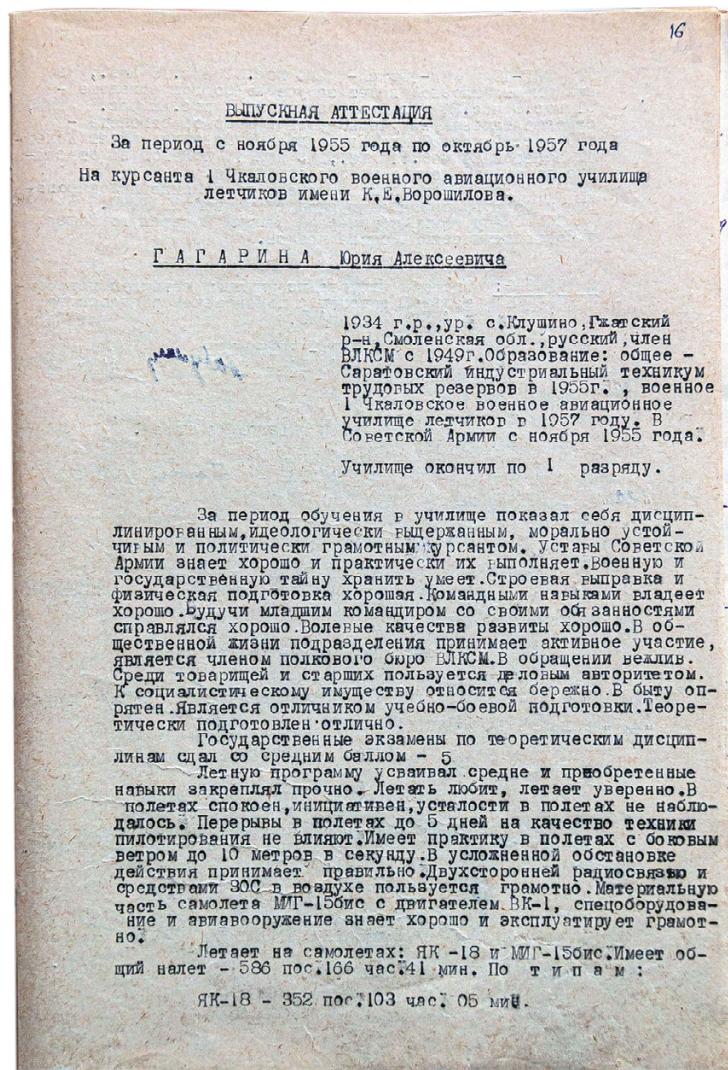 16
ВЫПУСКНАЯ АТТЕСТАЦИЯ
За период с ноября 1955 года по октябрь 1957 года
На курсанта 1 Чкаловского военного авиационного училища
летчиков имени К.Е.Ворошилова.
Г А Г А Р И Н А Юрия Алексеевича
1934 г.р.,ур. с.Клушино,Гжатский
р-н,Смоленская обл.,русский,член
ВЛКСМ с 1949г.Образование: общее -
Саратовский индустриальный техникум
трудовых резервов в 1955г. , военное
1 Чкаловское военное авиационное
училище летчиков в 1957 году. В
Советской Армии с ноября 1955 года.
Училище окончил по I разряду.
За период обучения в училище показал себя дисцип-
линированным,идеологически выдержанным, морально устой-
чивым и политически грамотным курсантом. Уставы Советской
Армии знает хорошо и практически их выполняет.Военную и
государственную тайну хранить умеет.Строевая выправка и
физическая подготовка хорошая.Командными навыками владеет
хорошо.Будучи младшим командиром со своими обязанностями
справлялся хорошо.Волевые качества развиты хорошо.В об-
щественной жизни подразделения принимает активное участие,
является членом полкового бюро ВЛКСМ.В обращении вежлив.
Среди товарищей и старших пользуется деловым авторитетом.
К социалистическому имуществу относится бережно.В быту оп-
рятен.Является отличником учебно-боевой подготовки.Теоре-
тически подготовлен отлично.
Государственные экзамены по теоретическим дисцип-
линам сдал со средним баллом - 5
Летную программу усваивал средне и приобретенные
навыки закреплял прочно. Летать любит, летает уверенно.В
полетах спокоен,инициативен,усталости в полетах не наблю-
далось. Перерывы в полетах до 5 дней на качество техники
пилотирования не влияют.Имеет практику в полетах с боковым
ветром до 10 метров в секунду.В усложненной обстановке
действия принимает правильно.Двухсторонней радиосвязью и
средствами ЗОС в воздухе пользуется грамотно.Материальную
часть самолета МИГ-15бис с двигателем ВК-1, спецоборудова-
ние и авиавооружение знает хорошо и эксплуатирует грамот-
но.
Летает на самолетах: ЯК -18 и МИГ-15бис.Имеет об-
щий налет - 586 пос.166 час.41 мин. По т и п а м :
ЯК-18 - 352 пос.103 час. 05 мин.